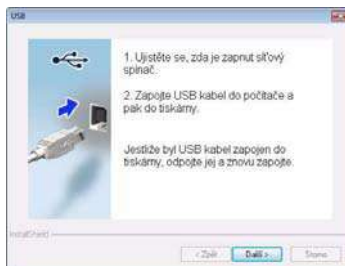 USB
1. Ujistěte se, zda je zapnut síťový
spínač.
2. Zapojte USB kabel do počítače a
pak do tiskárny.
Jestliže byl USB kabel zapojen do
tiskárny, odpojte jej a znovu zapojte.
InstallShield
< Zpět
Další >
Storno